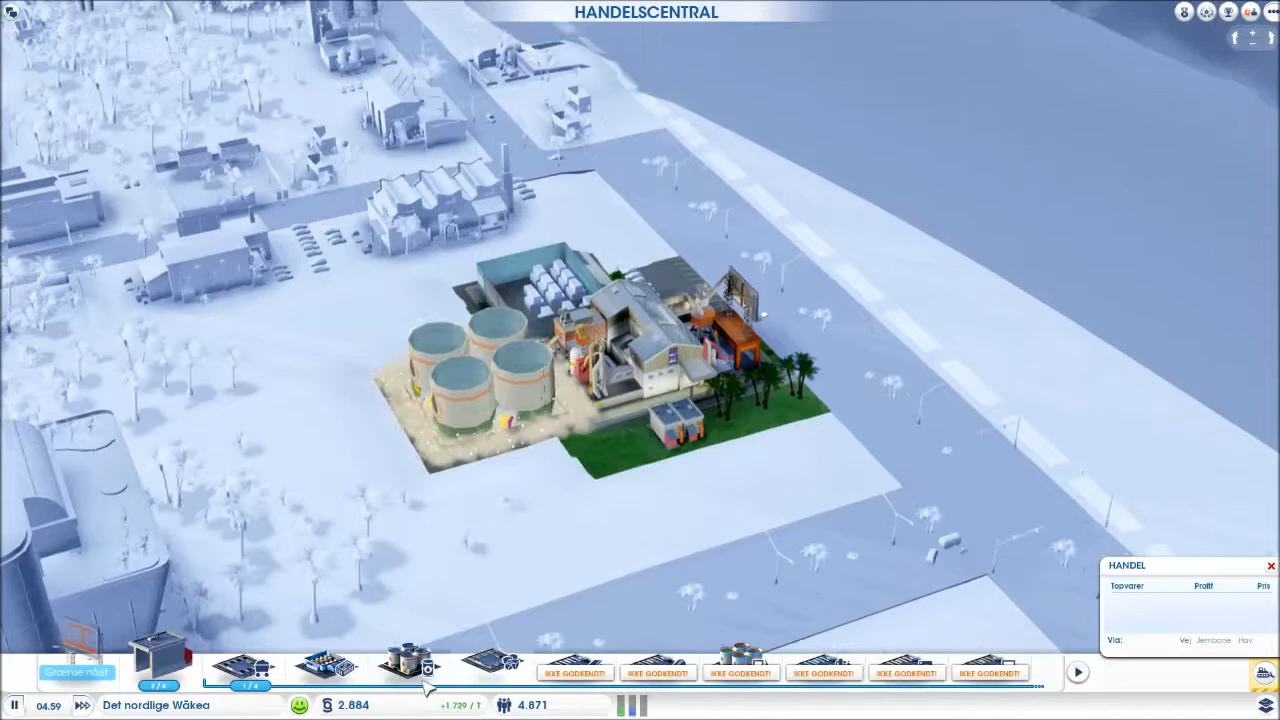 HANDELSCENTRAL
HANDEL
Topvarer Profit Pris
Via: Vej Jernbane Hav
Grænse nået!
2 / 4
1 / 4
IKKE GODKENDT! IKKE GODKENDT! IKKE GODKENDT! IKKE GODKENDT! IKKE GODKENDT! IKKE GODKENDT!
04.59 Det nordlige Wākea 2.884 +1.729 / T 4.871